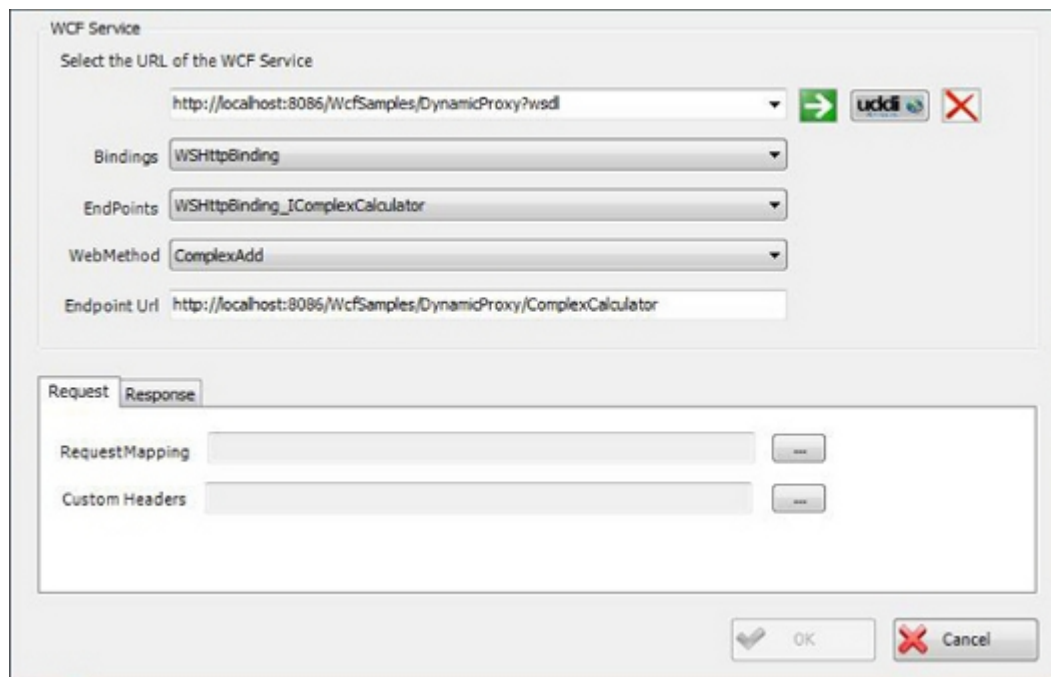 WCF Service
Select the URL of the WCF Service
http://localhost:8086/WcfSamples/DynamicProxy?wsdl
uddi
Bindings WSHttpBinding
EndPoints WSHttpBinding_IComplexCalculator
WebMethod ComplexAdd
Endpoint Url http://localhost:8086/WcfSamples/DynamicProxy/ComplexCalculator
Request Response
RequestMapping ...
Custom Headers ...
OK Cancel